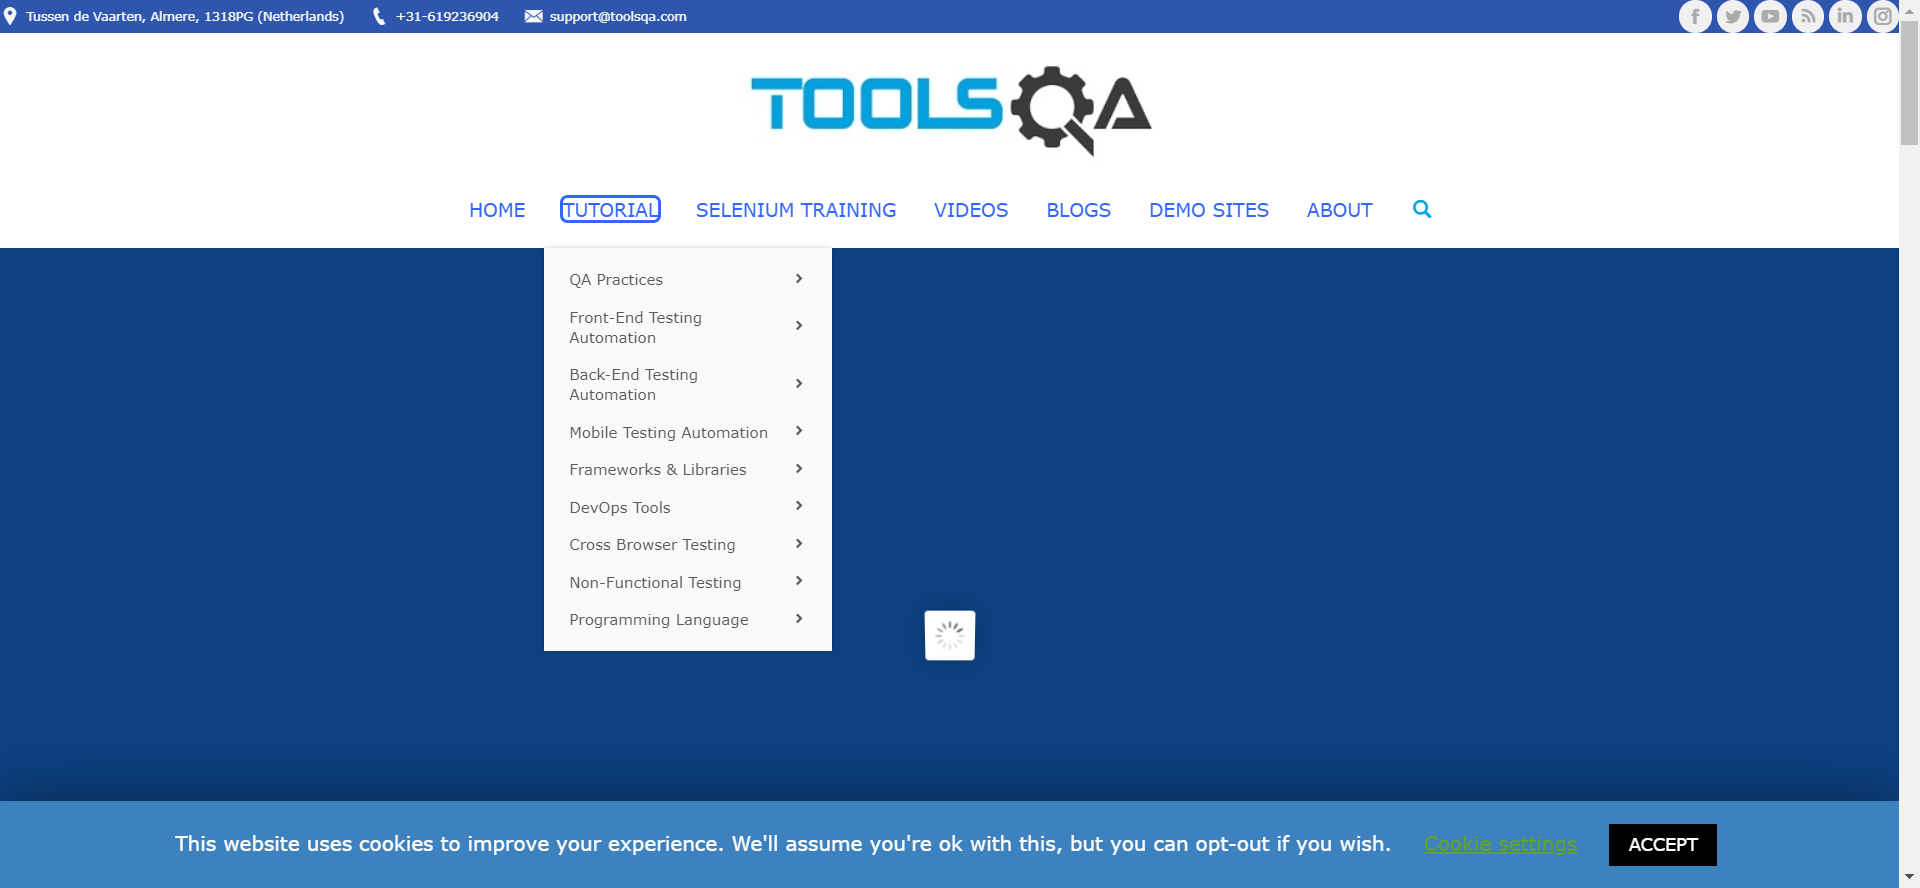 Tussen de Vaarten, Almere, 1318PG (Netherlands) +31-619236904 support@toolsqa.com
TOOLSQA
HOME TUTORIAL SELENIUM TRAINING VIDEOS BLOGS DEMO SITES ABOUT
QA Practices
Front-End Testing
Automation
Back-End Testing
Automation
Mobile Testing Automation
Frameworks & Libraries
DevOps Tools
Cross Browser Testing
Non-Functional Testing
Programming Language
This website uses cookies to improve your experience. We'll assume you're ok with this, but you can opt-out if you wish. Cookie settings ACCEPT